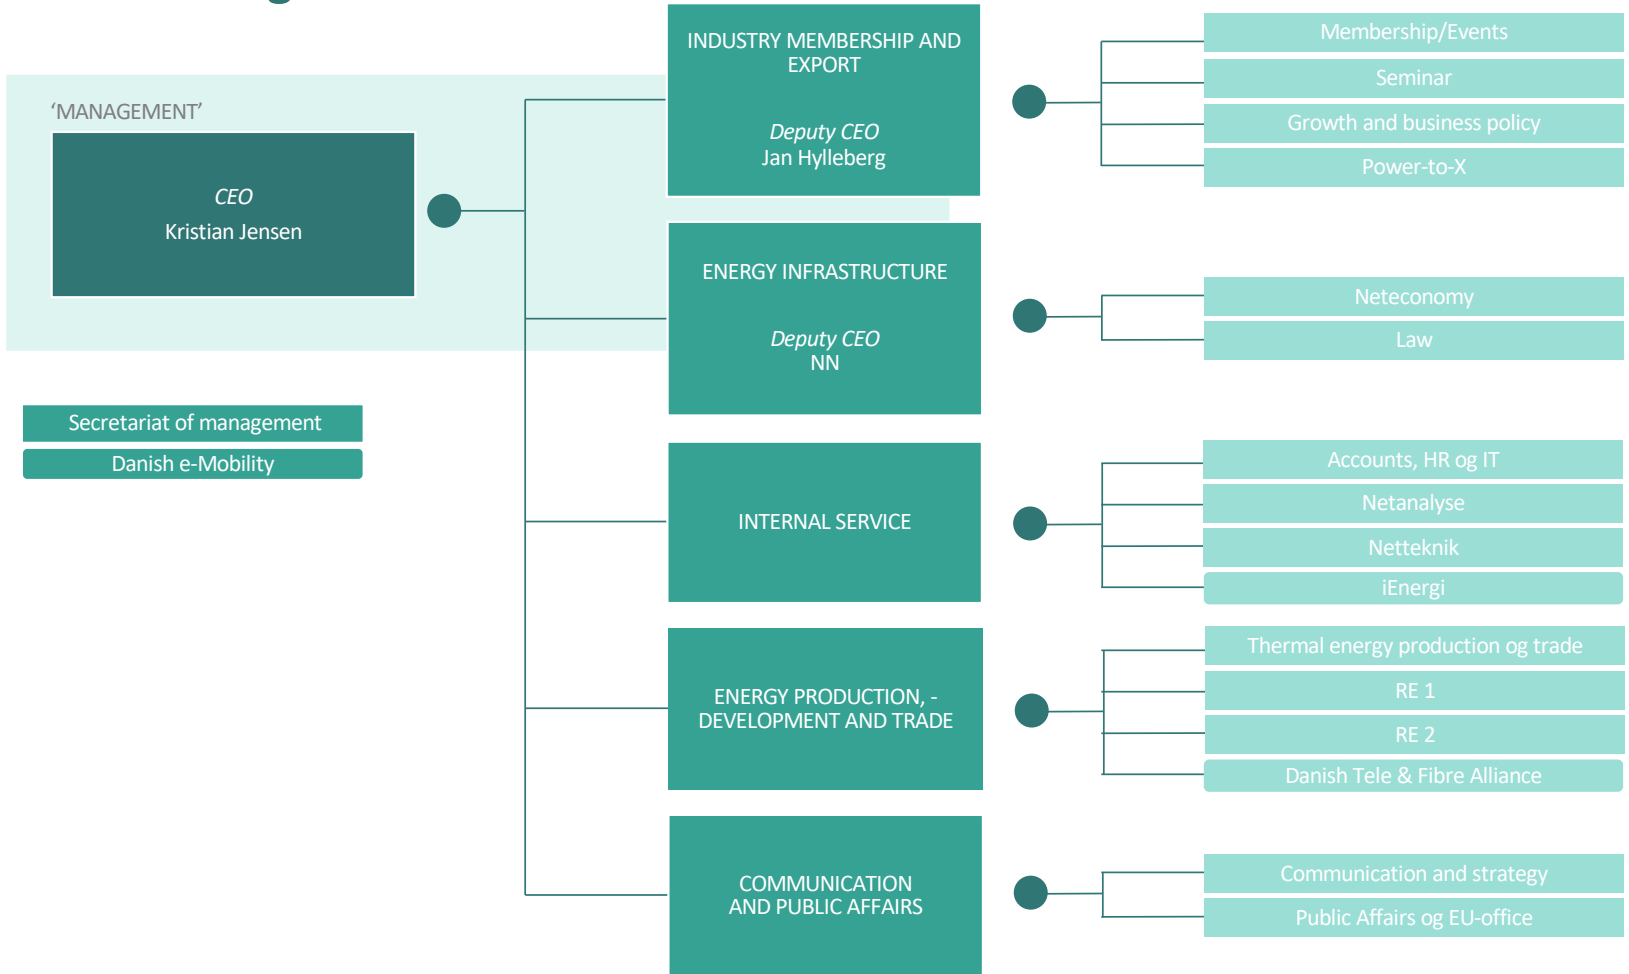 'MANAGEMENT'
CEO
Kristian Jensen
Secretariat of management
Danish e-Mobility
INDUSTRY MEMBERSHIP AND
EXPORT
Deputy CEO
Jan Hylleberg
Membership/Events
Seminar
Growth and business policy
Power-to-X
ENERGY INFRASTRUCTURE
Deputy CEO
NN
Neteconomy
Law
INTERNAL SERVICE
Accounts, HR og IT
Netanalyse
Netteknik
iEnergi
ENERGY PRODUCTION, -
DEVELOPMENT AND TRADE
Thermal energy production og trade
RE 1
RE 2
Danish Tele & Fibre Alliance
COMMUNICATION
AND PUBLIC AFFAIRS
Communication and strategy
Public Affairs og EU-office